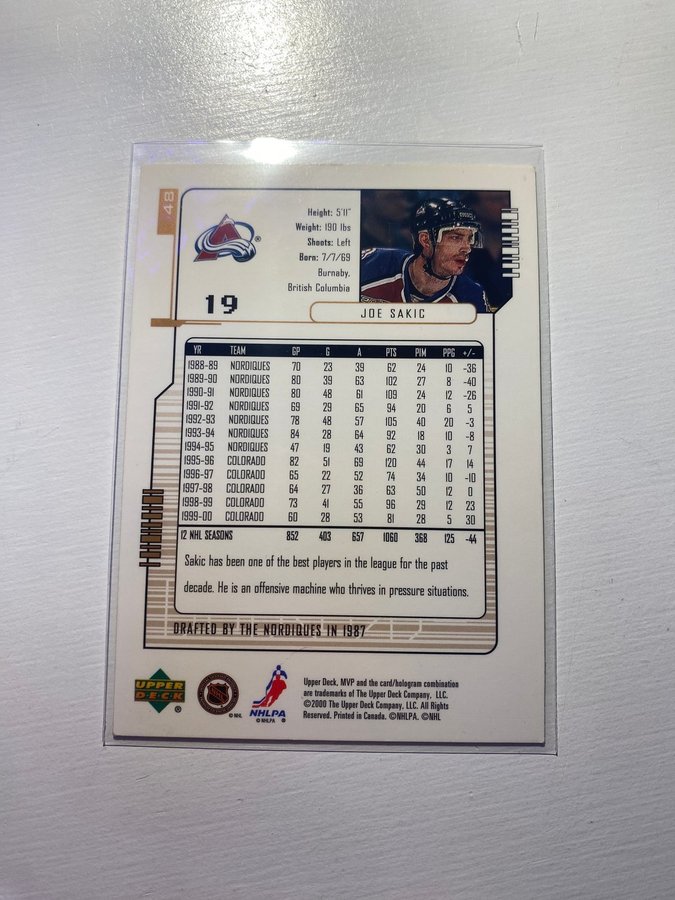 48
Height: 5'11"
Weight: 190 lbs
Shoots: Left
Born: 7/7/69
Burnaby,
British Columbia
®
19
JOE SAKIC
YR TEAM GP G A PTS PIM PPG +/-
1988-89 NORDIQUES 70 23 39 62 24 10 -36
1989-90 NORDIQUES 80 39 63 102 27 8 -40
1990-91 NORDIQUES 80 48 61 109 24 12 -26
1991-92 NORDIQUES 69 29 65 94 20 6 5
1992-93 NORDIQUES 78 48 57 105 40 20 -3
1993-94 NORDIQUES 84 28 64 92 18 10 -8
1994-95 NORDIQUES 47 19 43 62 30 3 7
1995-96 COLORADO 82 51 69 120 44 17 14
1996-97 COLORADO 65 22 52 74 34 10 -10
1997-98 COLORADO 64 27 36 63 50 12 0
1998-99 COLORADO 73 41 55 96 29 12 23
1999-00 COLORADO 60 28 53 81 28 5 30
12 NHL SEASONS 852 403 657 1060 368 125 -44
Sakic has been one of the best players in the league for the past
decade. He is an offensive machine who thrives in pressure situations.
DRAFTED BY THE NORDIQUES IN 1987
UPPER
DECK
®
NHL
© NHL
NHLPA
© NHLPA ®
Upper Deck, MVP and the card/hologram combination
are trademarks of The Upper Deck Company, LLC.
©2000 The Upper Deck Company, LLC. All Rights
Reserved. Printed in Canada. ©NHLPA. ©NHL